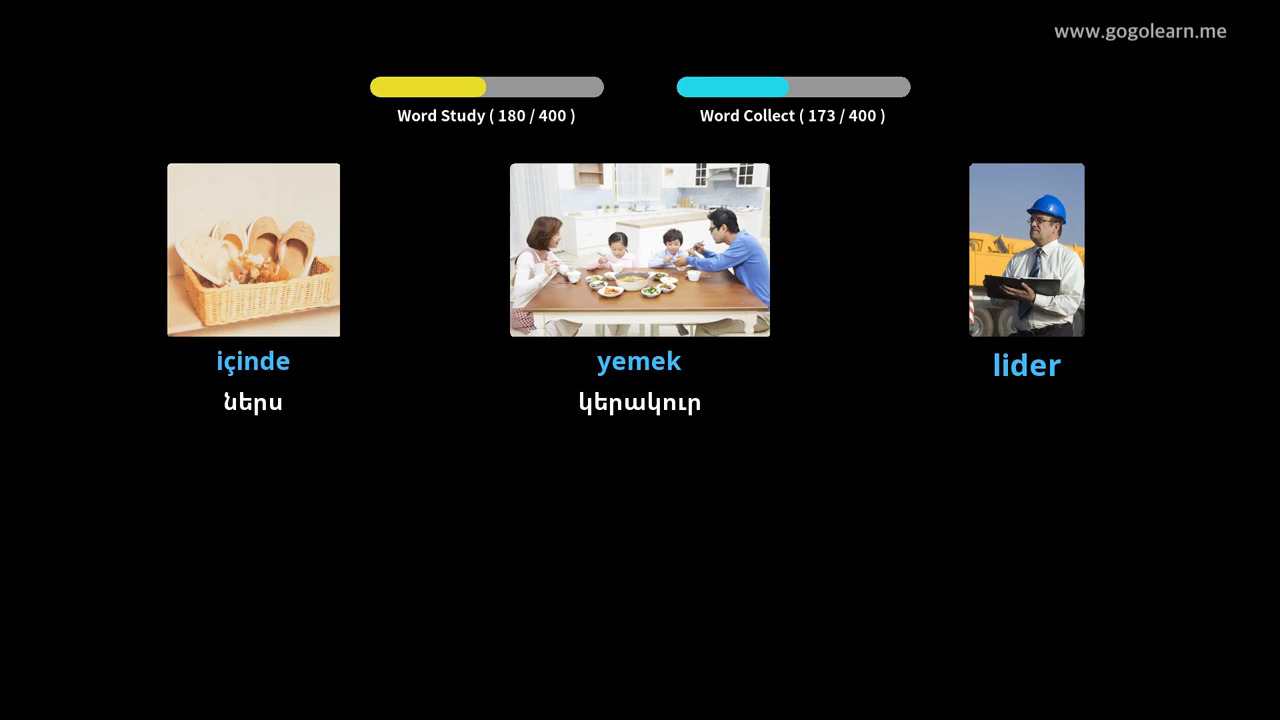 www.gogolearn.me
Word Study ( 180 / 400 )
Word Collect ( 173 / 400 )
içinde
yemek
lider
ներս
կերակուր